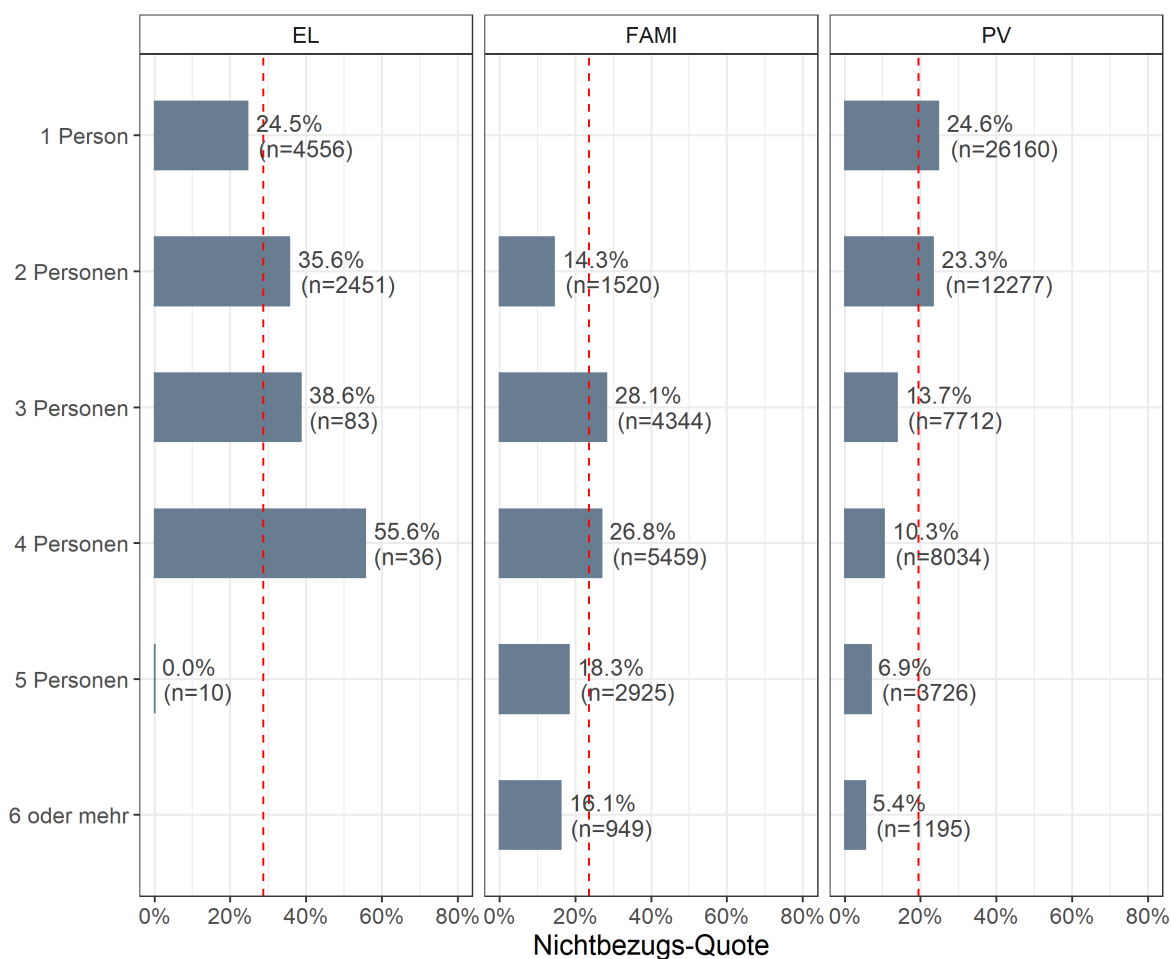 EL
FAMI
PV
1 Person
24.5%
(n=4556)
24.6%
(n=26160)
2 Personen
35.6%
(n=2451)
14.3%
(n=1520)
23.3%
(n=12277)
3 Personen
38.6%
(n=83)
28.1%
(n=4344)
13.7%
(n=7712)
4 Personen
55.6%
(n=36)
26.8%
(n=5459)
10.3%
(n=8034)
5 Personen
0.0%
(n=10)
18.3%
(n=2925)
6.9%
(n=3726)
6 oder mehr
16.1%
(n=949)
5.4%
(n=1195)
0% 20% 40% 60% 80%
0% 20% 40% 60% 80%
0% 20% 40% 60% 80%
Nichtbezugs-Quote